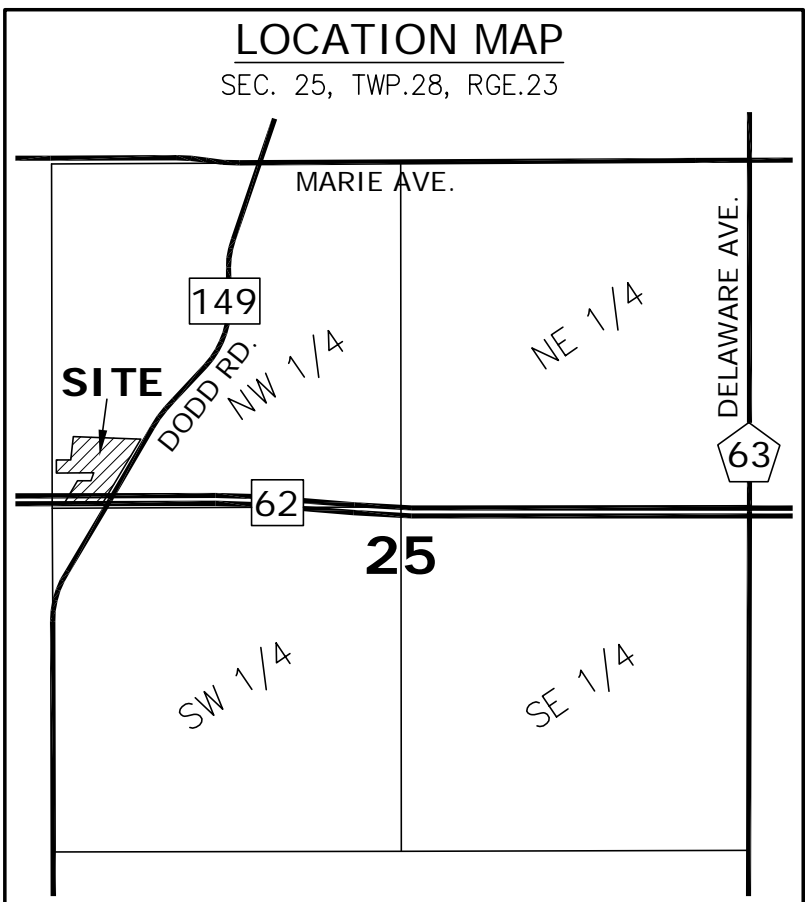 LOCATION MAP
SEC. 25, TWP.28, RGE.23
MARIE AVE.
DELAWARE AVE.
149
DODD RD.
NW 1/4
NE 1/4
SITE
63
62
25
SW 1/4
SE 1/4